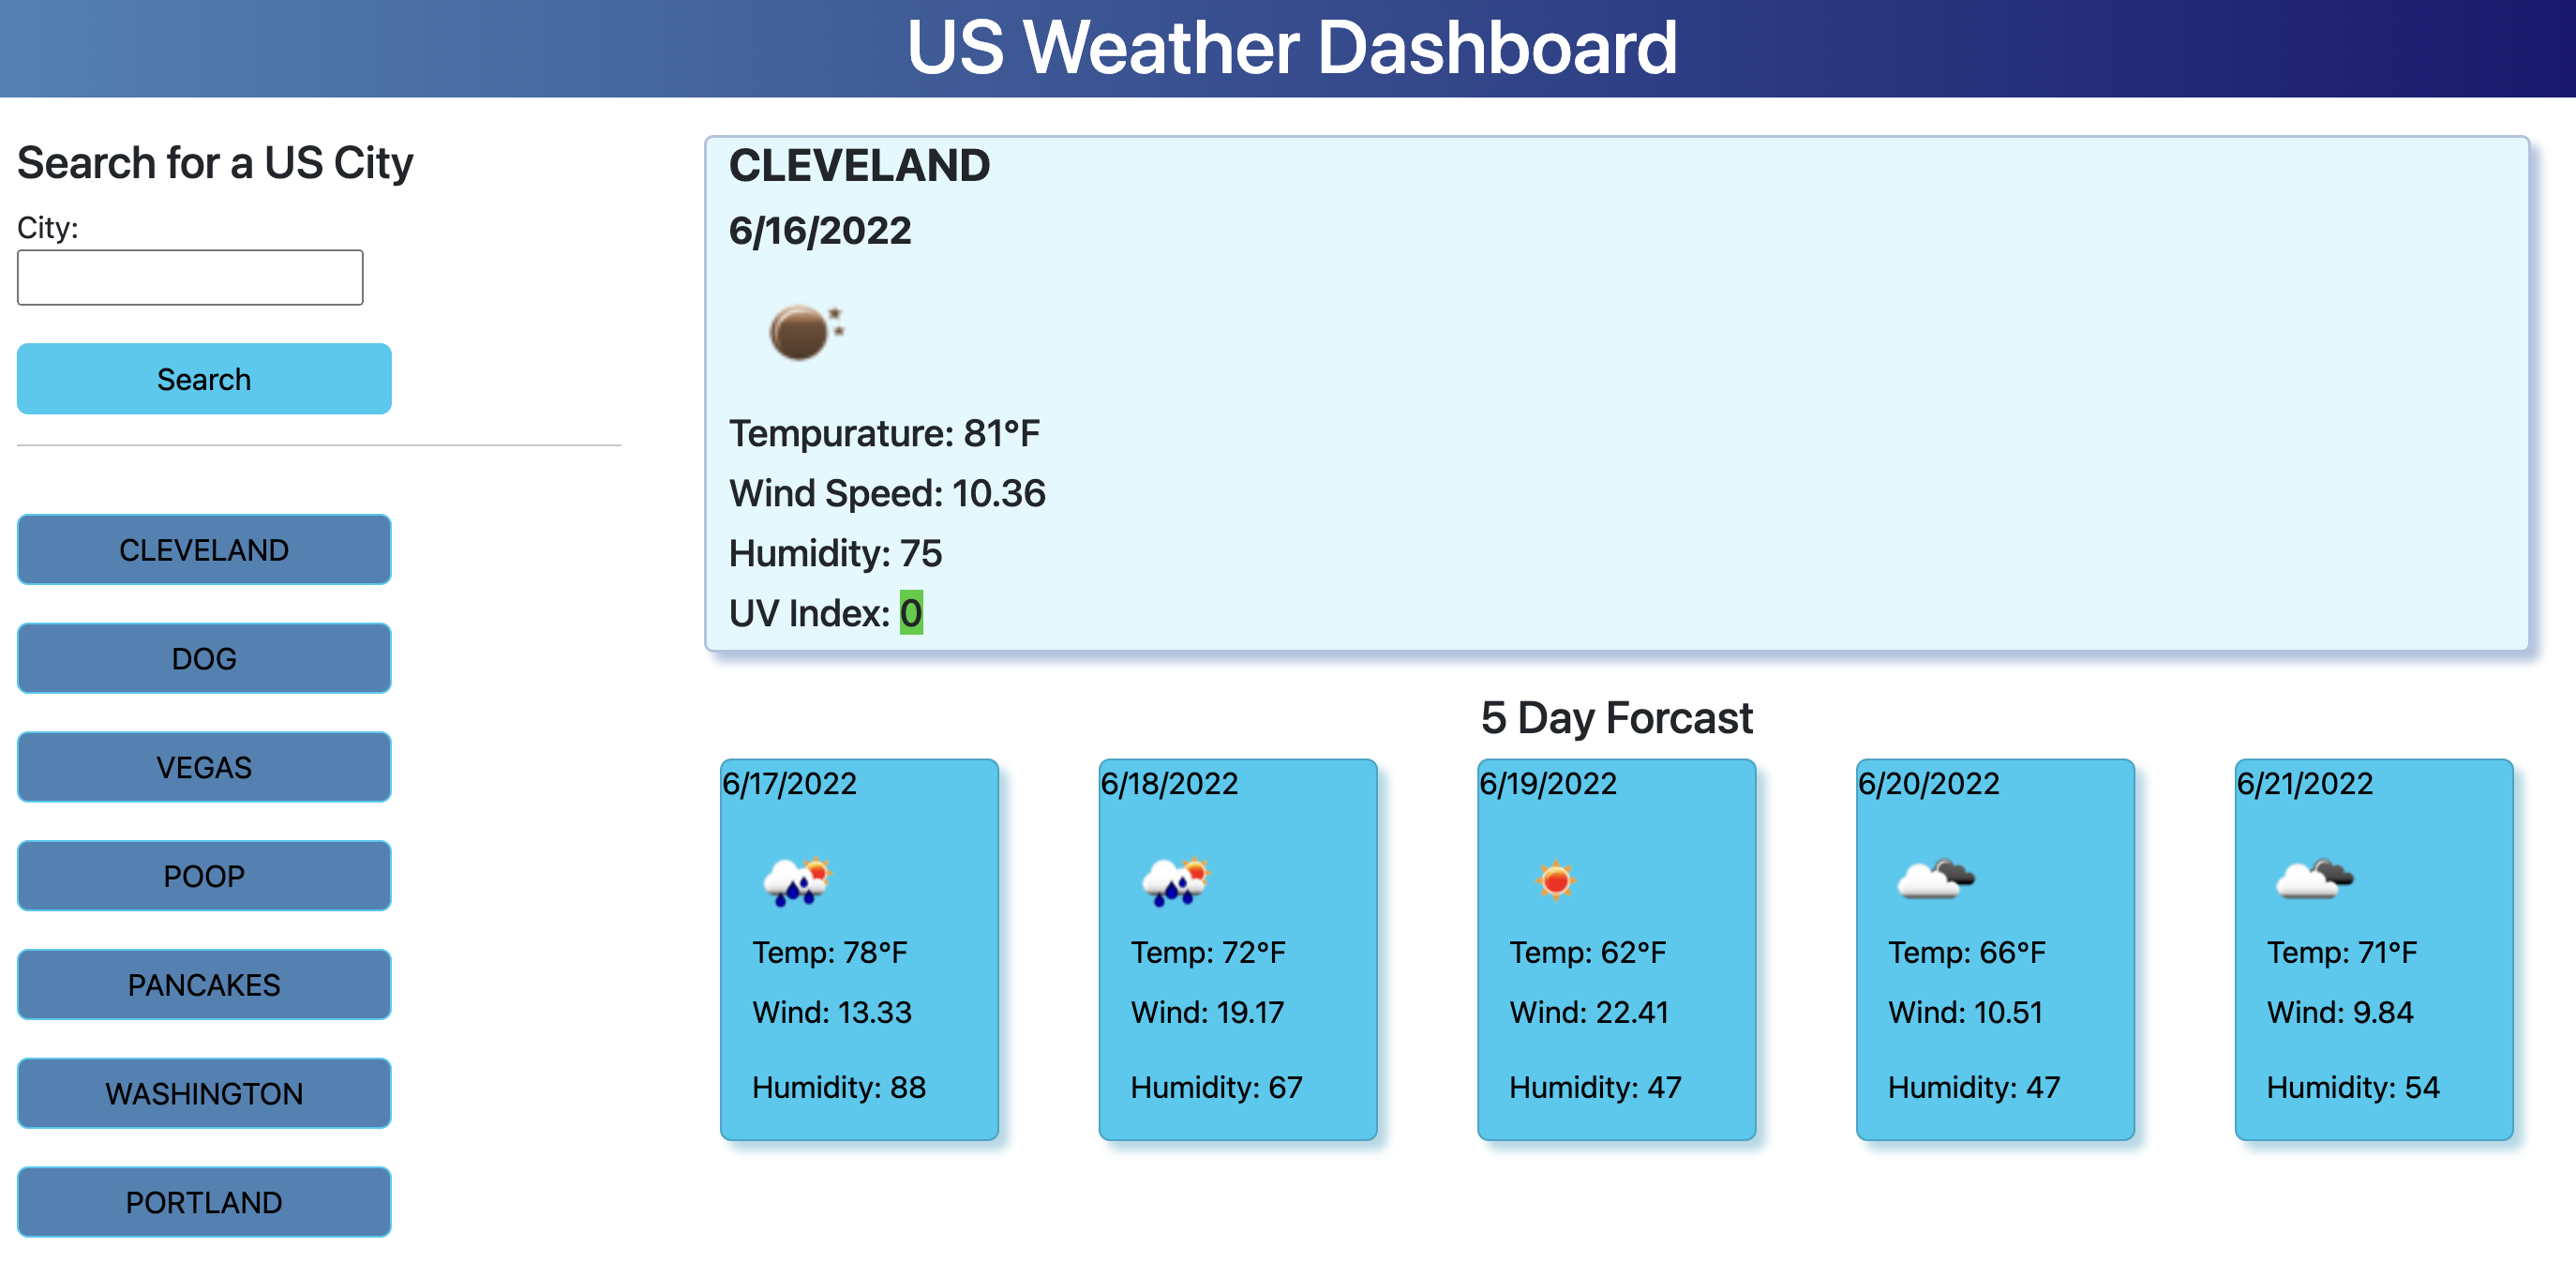 US Weather Dashboard
Search for a US City
City:
Search
CLEVELAND
DOG
VEGAS
POOP
PANCAKES
WASHINGTON
PORTLAND
CLEVELAND
6/16/2022
Tempurature: 81°F
Wind Speed: 10.36
Humidity: 75
UV Index: 0
5 Day Forcast
6/17/2022
Temp: 78°F
Wind: 13.33
Humidity: 88
6/18/2022
Temp: 72°F
Wind: 19.17
Humidity: 67
6/19/2022
Temp: 62°F
Wind: 22.41
Humidity: 47
6/20/2022
Temp: 66°F
Wind: 10.51
Humidity: 47
6/21/2022
Temp: 71°F
Wind: 9.84
Humidity: 54